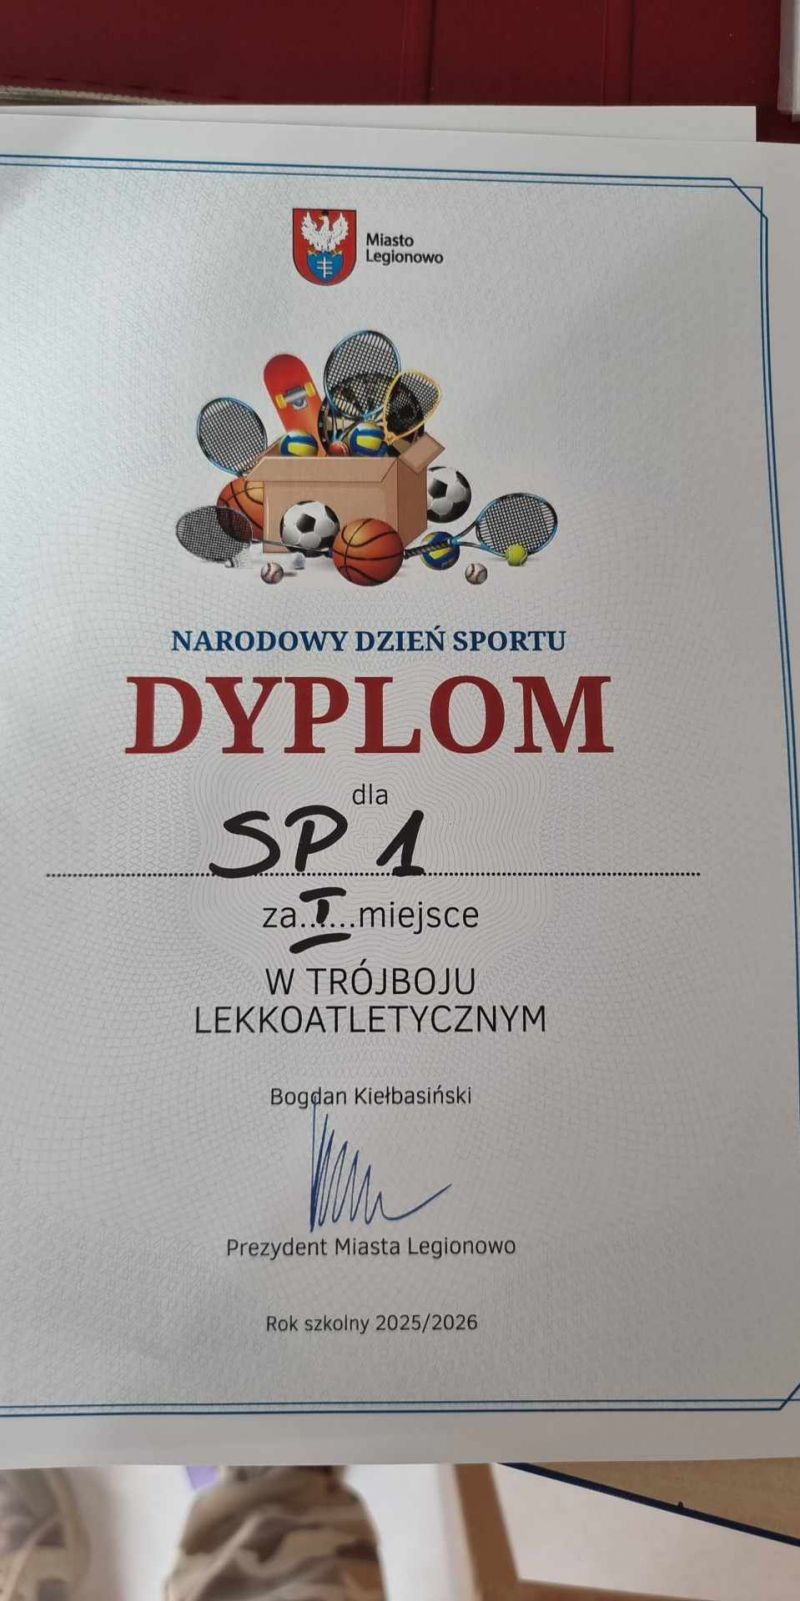 Miasto
Legionowo
NARODOWY DZIEŃ SPORTU
DYPLOM
dla
SP 1
za..I...miejsce
W TRÓJBOJU
LEKKOATLETYCZNYM
Bogdan Kiełbasiński
Prezydent Miasta Legionowo
Rok szkolny 2025/2026